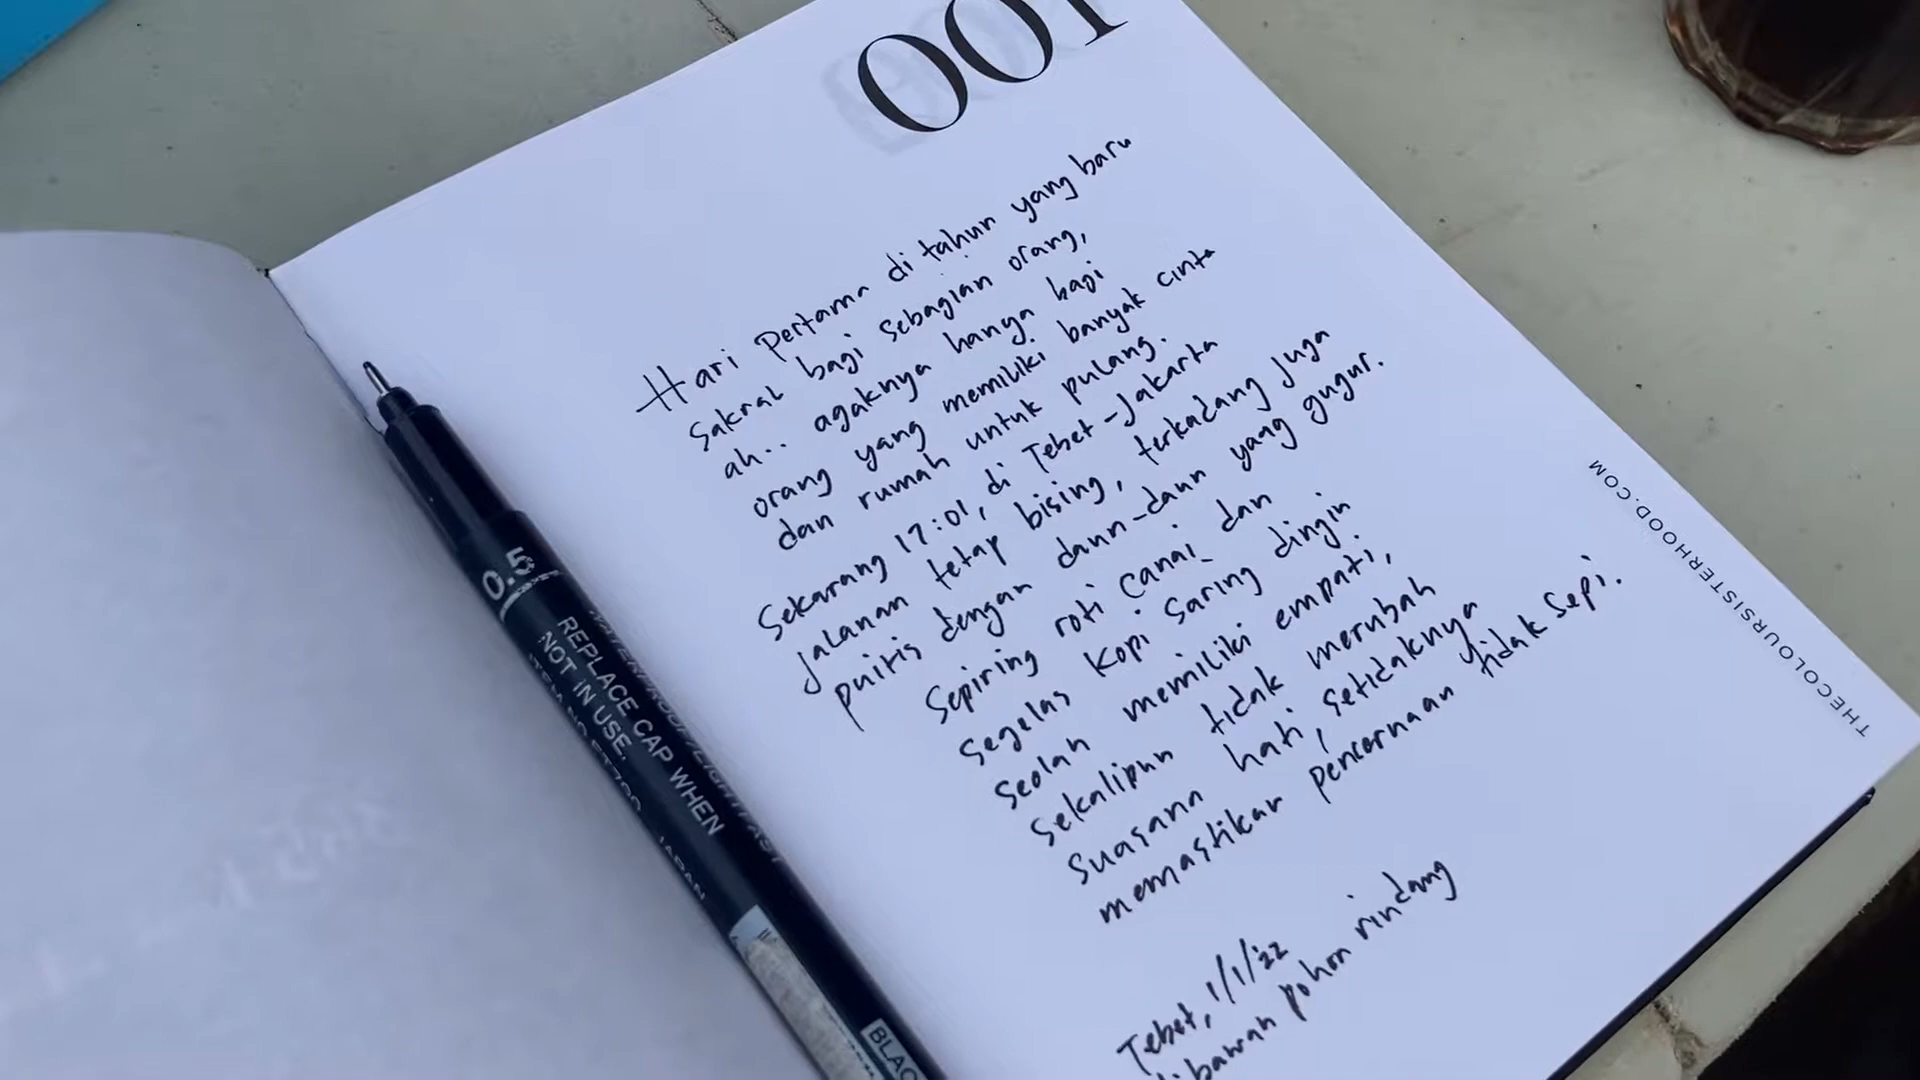 001
Hari Pertama di tahun yang baru
Sakral bagi sebagian orang,
ah.. agaknya hanya bagi
orang yang memiliki banyak cinta
dan rumah untuk pulang.
Sekarang 17:01, di Tebet-Jakarta
Jalanan tetap bising, terkadang juga
puitis dengan daun-daun yang gugur.
Sepiring roti Canai dan
Segelas Kopi Saring dingin
Seolah memiliki empati,
Sekalipun tidak merubah
Suasana hati, setidaknya
memastikan pencernaan tidak sepi.
Tebet, 1/1/22
dibawah pohon rindang
THECOLOURSISTERHOOD.COM
0.5
REPLACE CAP WHEN
NOT IN USE.
JAPAN